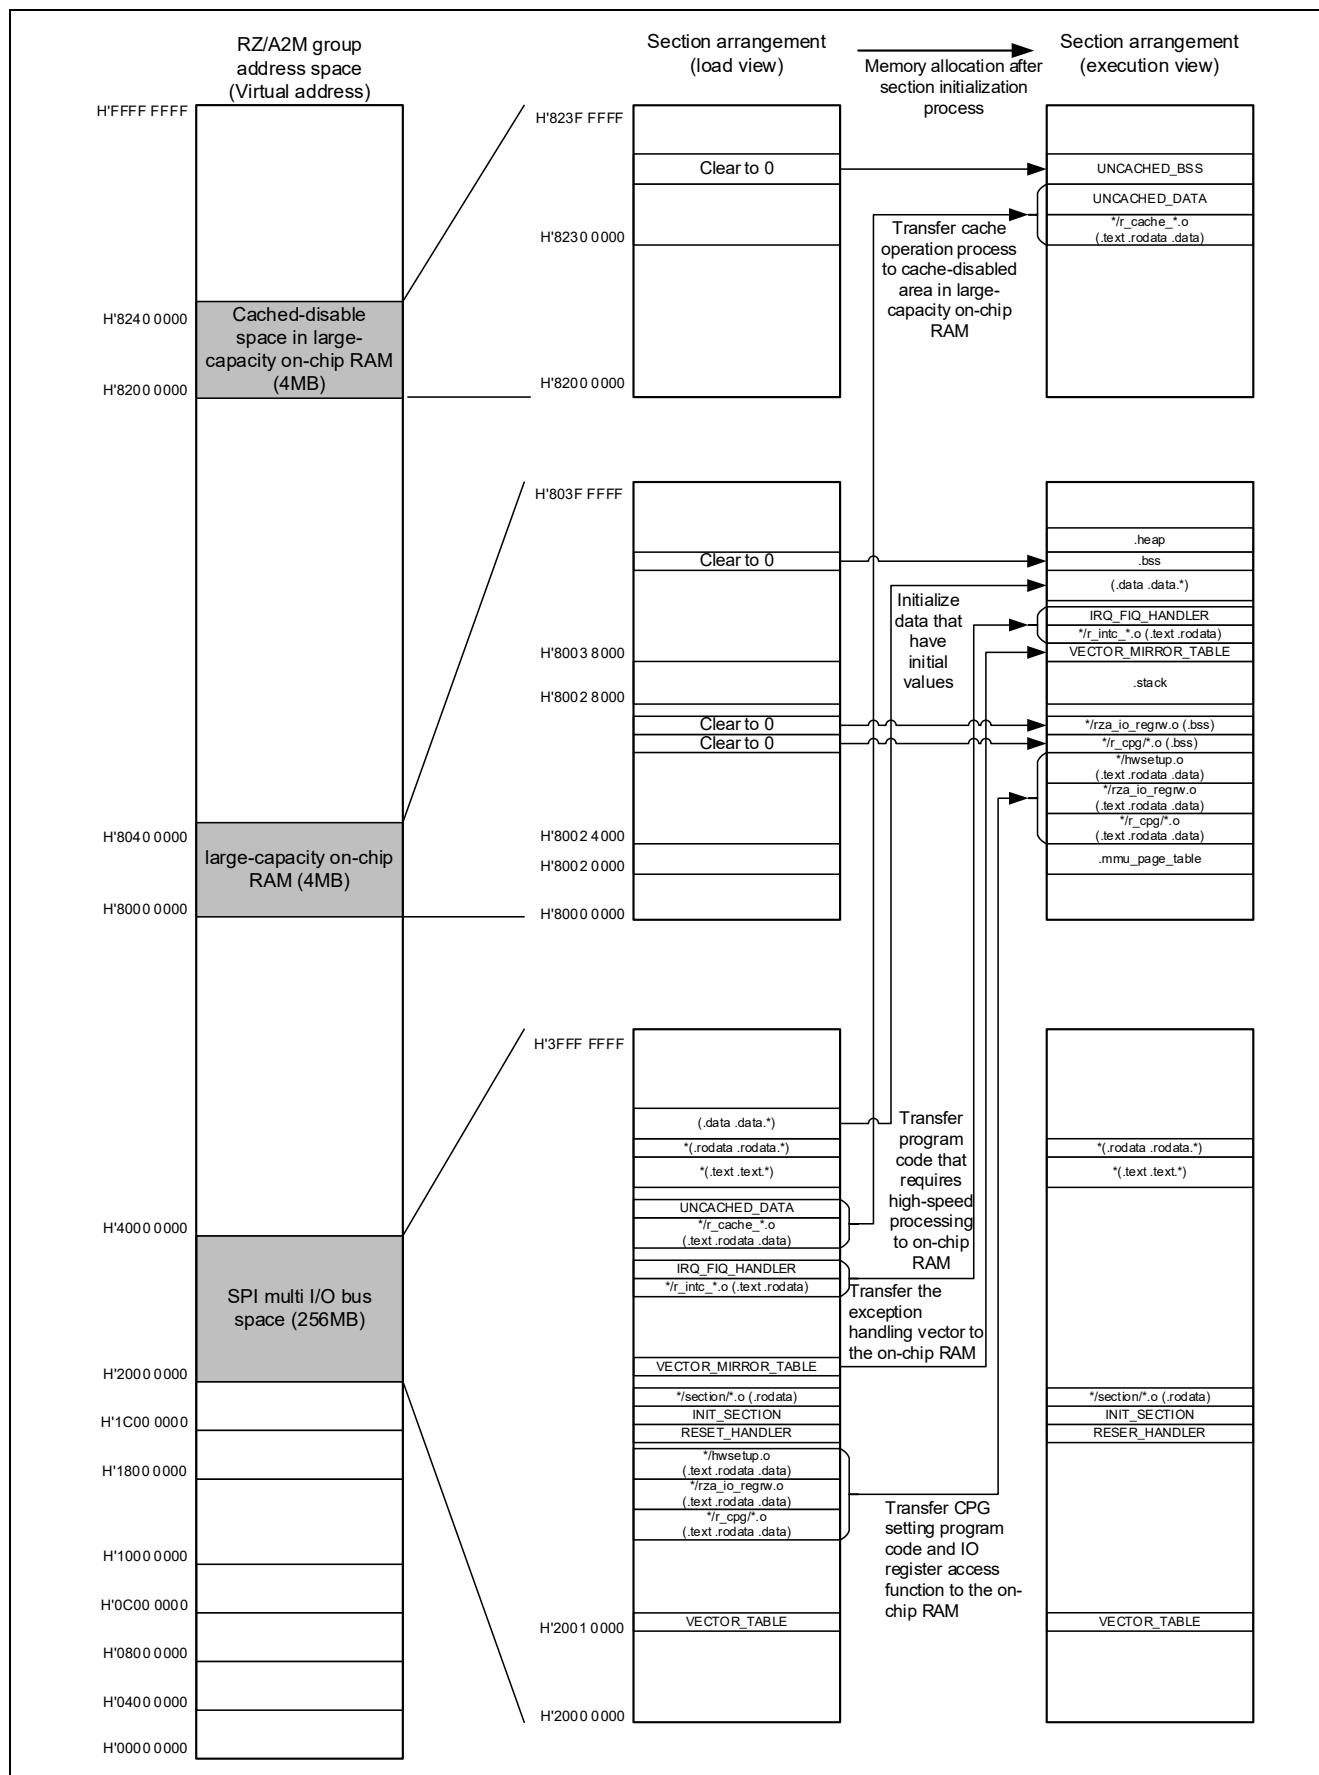 RZ/A2M group
address space
(Virtual address)
H'FFFF FFFF
H'8240 0000
Cached-disable
space in large-
capacity on-chip RAM
(4MB)
H'8200 0000
H'8040 0000
large-capacity on-chip
RAM (4MB)
H'8000 0000
H'4000 0000
SPI multi I/O bus
space (256MB)
H'2000 0000
H'1C00 0000
H'1800 0000
H'1000 0000
H'0C00 0000
H'0800 0000
H'0400 0000
H'0000 0000
Section arrangement
(load view)
Memory allocation after
section initialization
process
Section arrangement
(execution view)
H'823F FFFF
Clear to 0
H'8230 0000
H'8200 0000
Transfer cache
operation process
to cache-disabled
area in large-
capacity on-chip
RAM
UNCACHED_BSS
UNCACHED_DATA
*/r_cache_*.o
(.text .rodata .data)
H'803F FFFF
Clear to 0
H'8003 8000
H'8002 8000
Clear to 0
Clear to 0
H'8002 4000
H'8002 0000
H'8000 0000
Initialize
data that
have
initial
values
.heap
.bss
(.data .data.*)
IRQ_FIQ_HANDLER
*/r_intc_*.o (.text .rodata)
VECTOR_MIRROR_TABLE
.stack
*/rza_io_regrw.o (.bss)
*/r_cpg/*.o (.bss)
*/hwsetup.o
(.text .rodata .data)
*/rza_io_regrw.o
(.text .rodata .data)
*/r_cpg/*.o
(.text .rodata .data)
.mmu_page_table
H'3FFF FFFF
(.data .data.*)
*(.rodata .rodata.*)
*(.text .text.*)
UNCACHED_DATA
*/r_cache_*.o
(.text .rodata .data)
IRQ_FIQ_HANDLER
*/r_intc_*.o (.text .rodata)
VECTOR_MIRROR_TABLE
*/section/*.o (.rodata)
INIT_SECTION
RESET_HANDLER
*/hwsetup.o
(.text .rodata .data)
*/rza_io_regrw.o
(.text .rodata .data)
*/r_cpg/*.o
(.text .rodata .data)
H'2001 0000
VECTOR_TABLE
H'2000 0000
Transfer
program
code that
requires
high-speed
processing
to on-chip
RAM
Transfer the
exception
handling vector to
the on-chip RAM
Transfer CPG
setting program
code and IO
register access
function to the on-
chip RAM
*(.rodata .rodata.*)
*(.text .text.*)
*/section/*.o (.rodata)
INIT_SECTION
RESER_HANDLER
VECTOR_TABLE